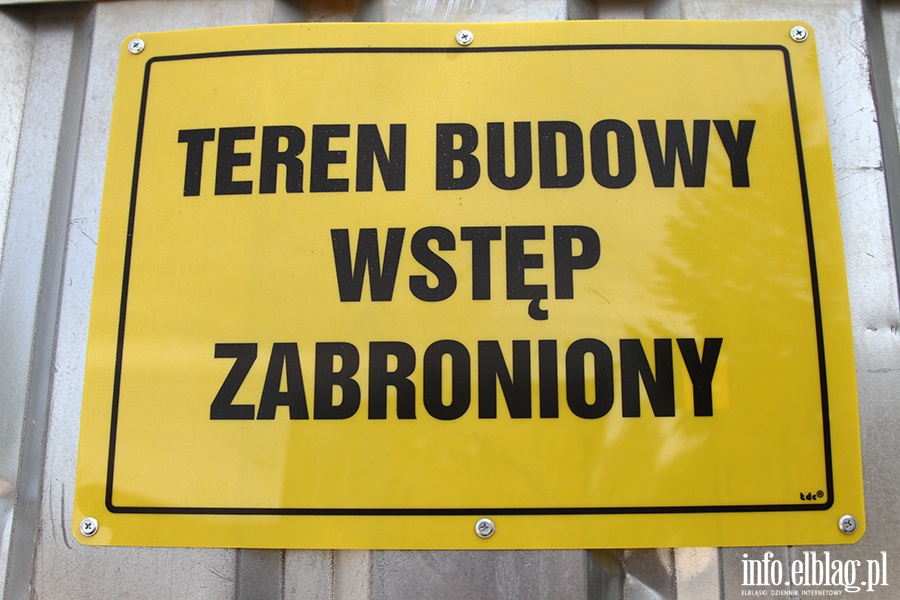 TEREN BUDOWY
WSTĘP
ZABRONIONY
tdc®
info.elblag.pl
ELBLĄSKI DZIENNIK INTERNETOWY